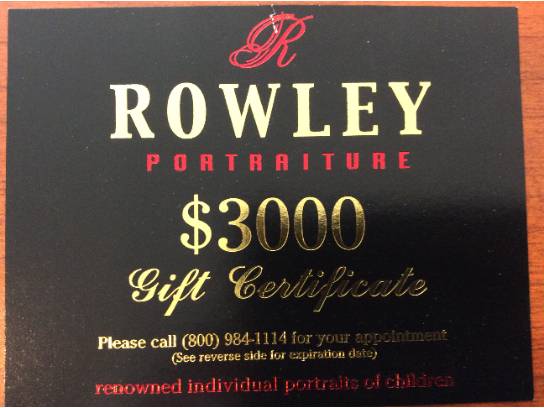 R
ROWLEY
PORTRAITURE
$3000
Gift Certificate
Please call (800) 984-1114 for your appointment
(See reverse side for expiration date)
renowned individual portraits of children